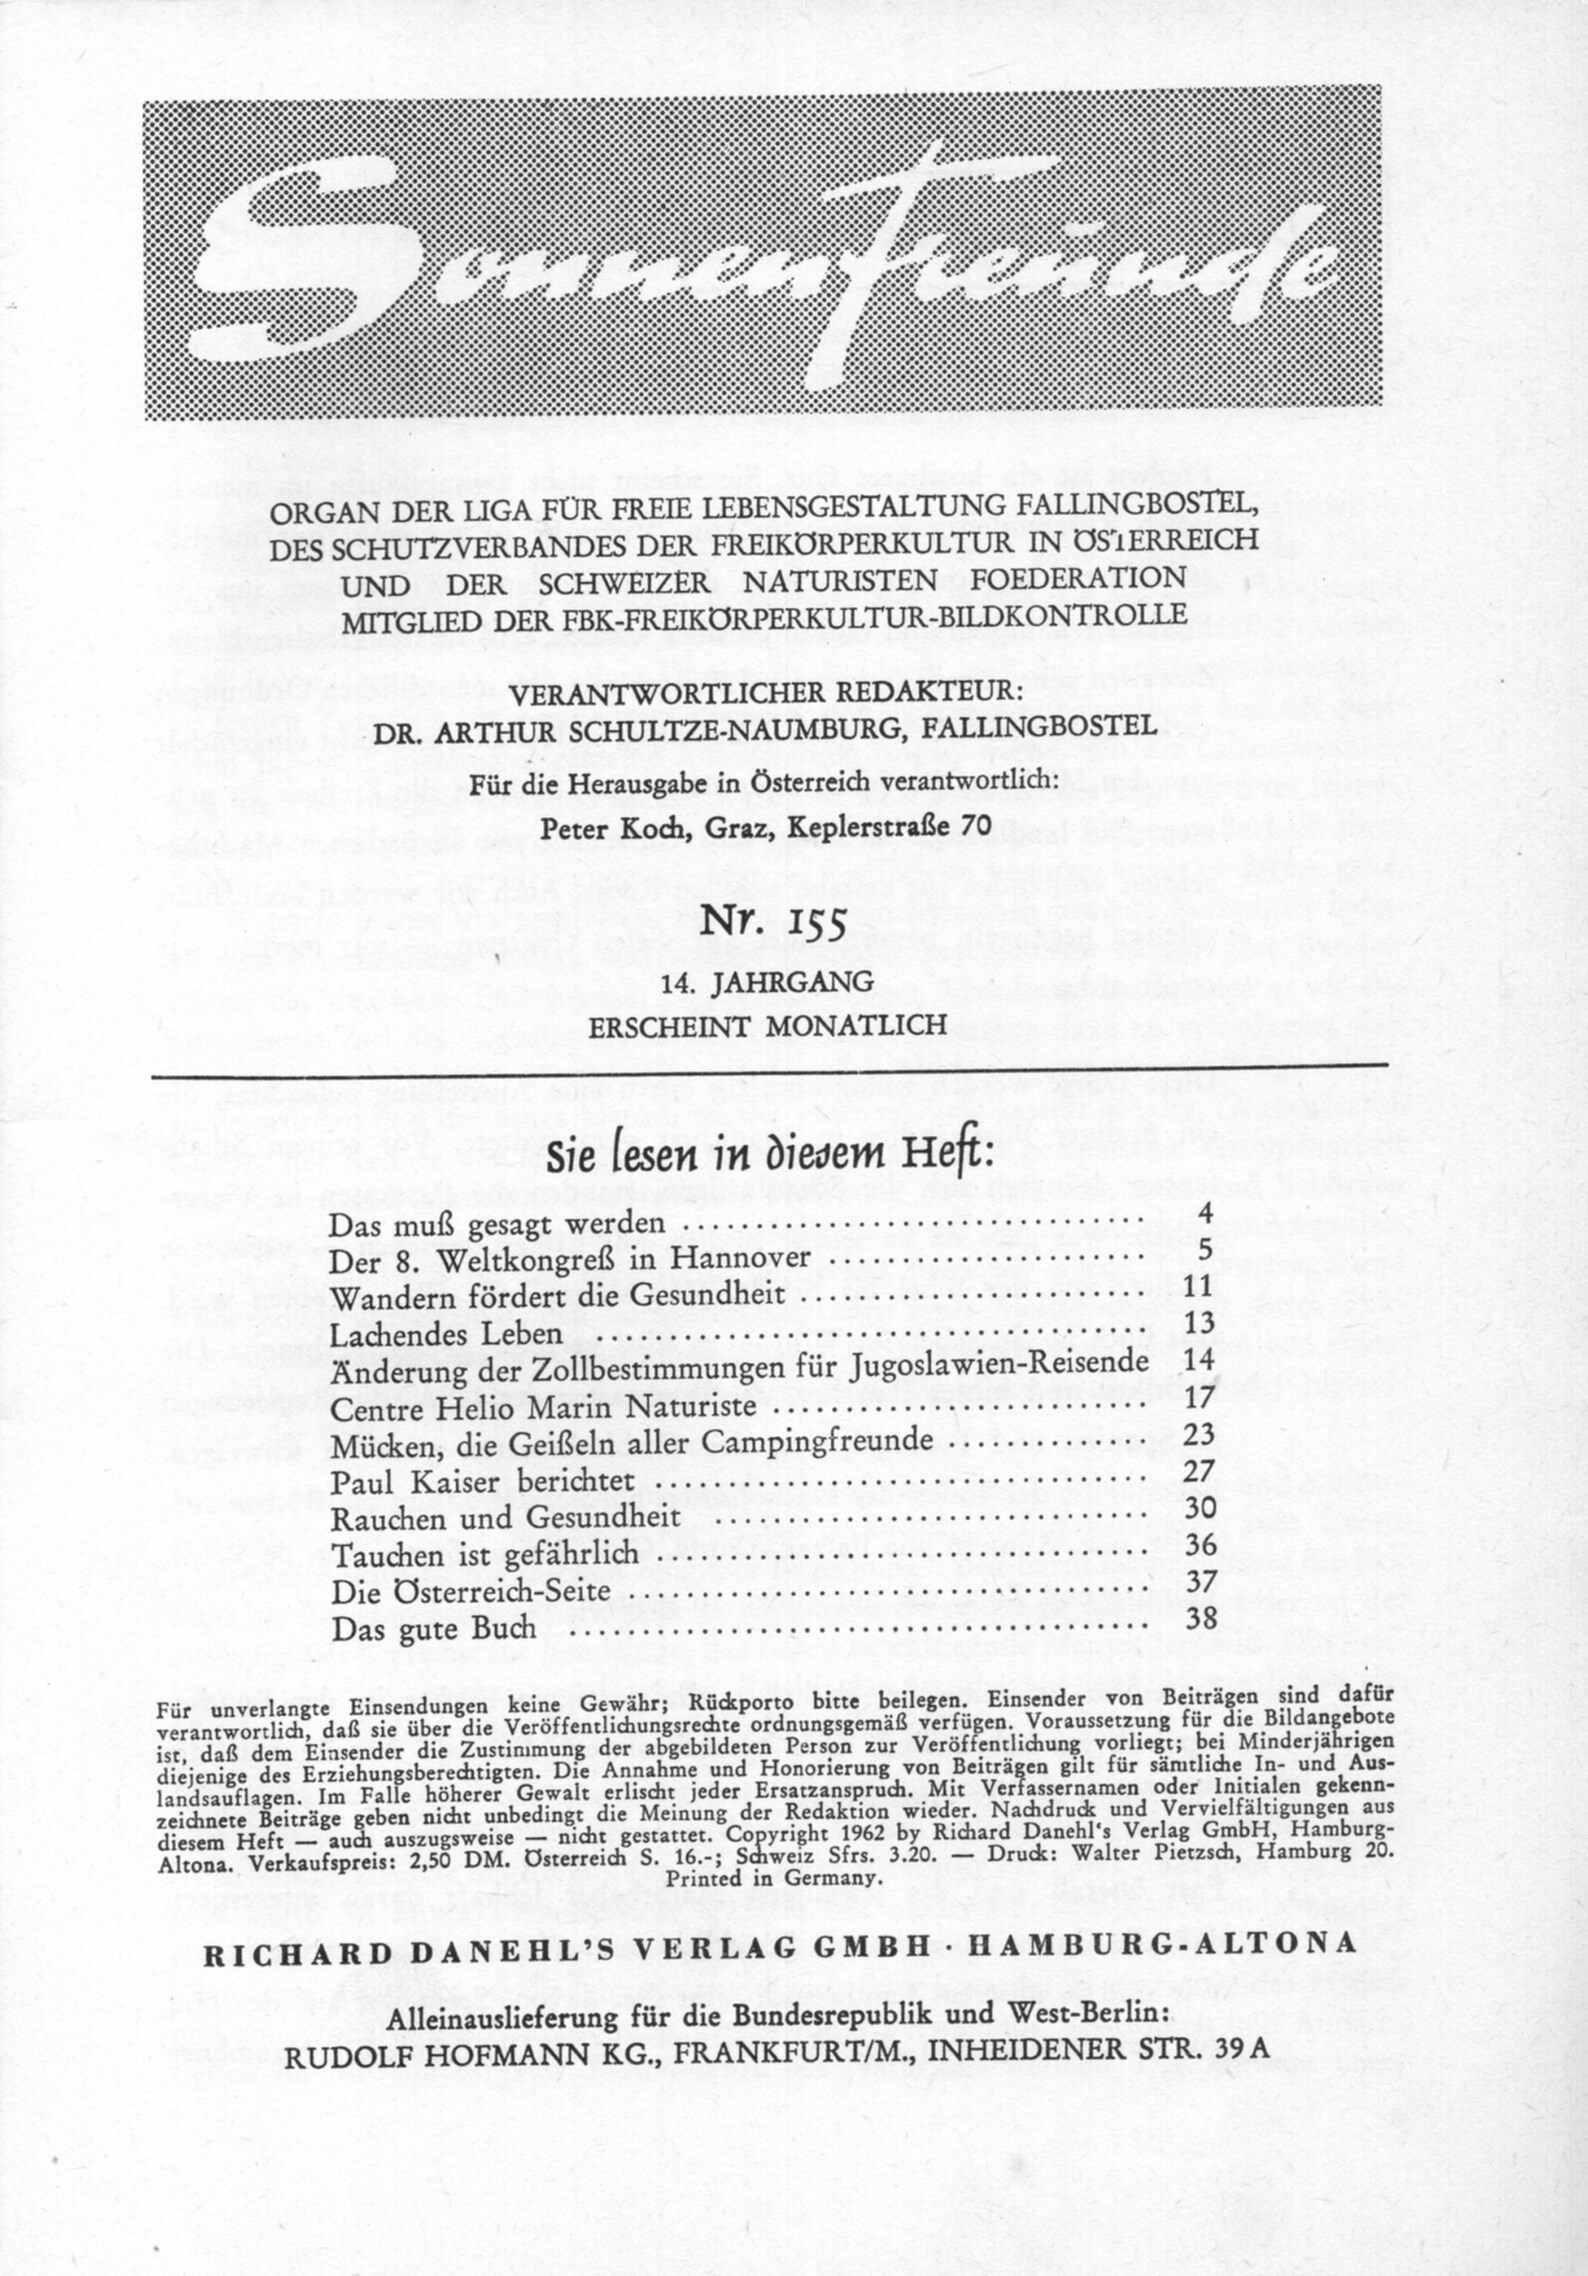 Sonnenfreunde
ORGAN DER LIGA FÜR FREIE LEBENSGESTALTUNG FALLINGBOSTEL,
DES SCHUTZVERBANDES DER FREIKÖRPERKULTUR IN ÖSTERREICH
UND DER SCHWEIZER NATURISTEN FOEDERATION
MITGLIED DER FBK-FREIKÖRPERKULTUR-BILDKONTROLLE
VERANTWORTLICHER REDAKTEUR:
DR. ARTHUR SCHULTZE-NAUMBURG, FALLINGBOSTEL
Für die Herausgabe in Österreich verantwortlich:
Peter Koch, Graz, Keplerstraße 70
Nr. 155
14. JAHRGANG
ERSCHEINT MONATLICH
Sie lesen in diesem Heft:
Das muß gesagt werden ................................ 4
Der 8. Weltkongreß in Hannover ...................... 5
Wandern fördert die Gesundheit ........................ 11
Lachendes Leben ...................................... 13
Änderung der Zollbestimmungen für Jugoslawien-Reisende 14
Centre Helio Marin Naturiste .......................... 17
Mücken, die Geißeln aller Campingfreunde .............. 23
Paul Kaiser berichtet .................................. 27
Rauchen und Gesundheit .............................. 30
Tauchen ist gefährlich .................................. 36
Die Österreich-Seite .................................... 37
Das gute Buch ........................................ 38
Für unverlangte Einsendungen keine Gewähr; Rückporto bitte beilegen. Einsender von Beiträgen sind dafür
verantwortlich, daß sie über die Veröffentlichungsrechte ordnungsgemäß verfügen. Voraussetzung für die Bildangebote
ist, daß dem Einsender die Zustimmung der abgebildeten Person zur Veröffentlichung vorliegt; bei Minderjährigen
diejenige des Erziehungsberechtigten. Die Annahme und Honorierung von Beiträgen gilt für sämtliche In- und Aus-
landsauflagen. Im Falle höherer Gewalt erlischt jeder Ersatzanspruch. Mit Verfassernamen oder Initialen gekenn-
zeichnete Beiträge geben nicht unbedingt die Meinung der Redaktion wieder. Nachdruck und Vervielfältigungen aus
diesem Heft — auch auszugsweise — nicht gestattet. Copyright 1962 by Richard Danehl's Verlag GmbH, Hamburg-
Altona. Verkaufspreis: 2,50 DM. Österreich S. 16.-; Schweiz Sfrs. 3.20. — Druck: Walter Pietzsch, Hamburg 20.
Printed in Germany.
RICHARD DANEHL'S VERLAG GMBH · HAMBURG-ALTONA
Alleinauslieferung für die Bundesrepublik und West-Berlin:
RUDOLF HOFMANN KG., FRANKFURT/M., INHEIDENER STR. 39 A